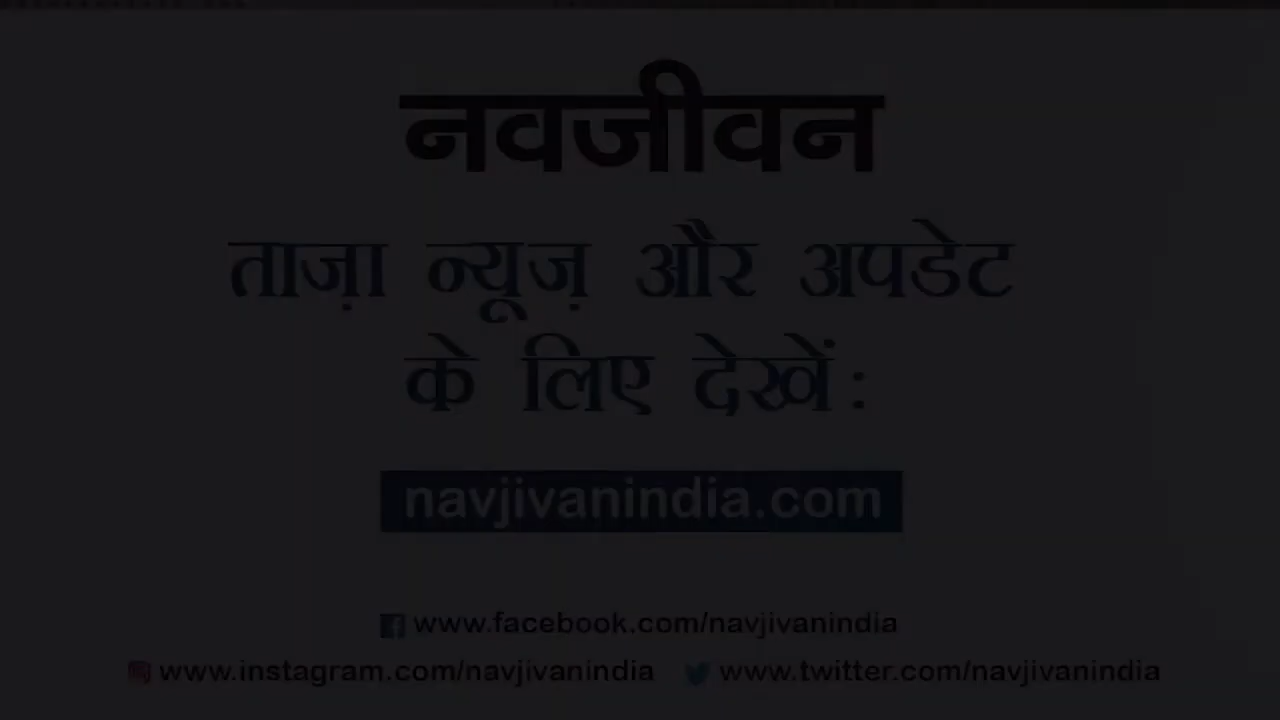 नवजीवन
ताज़ा न्यूज़ और अपडेट
के लिए देखें:
navjivanindia.com
www.facebook.com/navjivanindia
www.instagram.com/navjivanindia www.twitter.com/navjivanindia